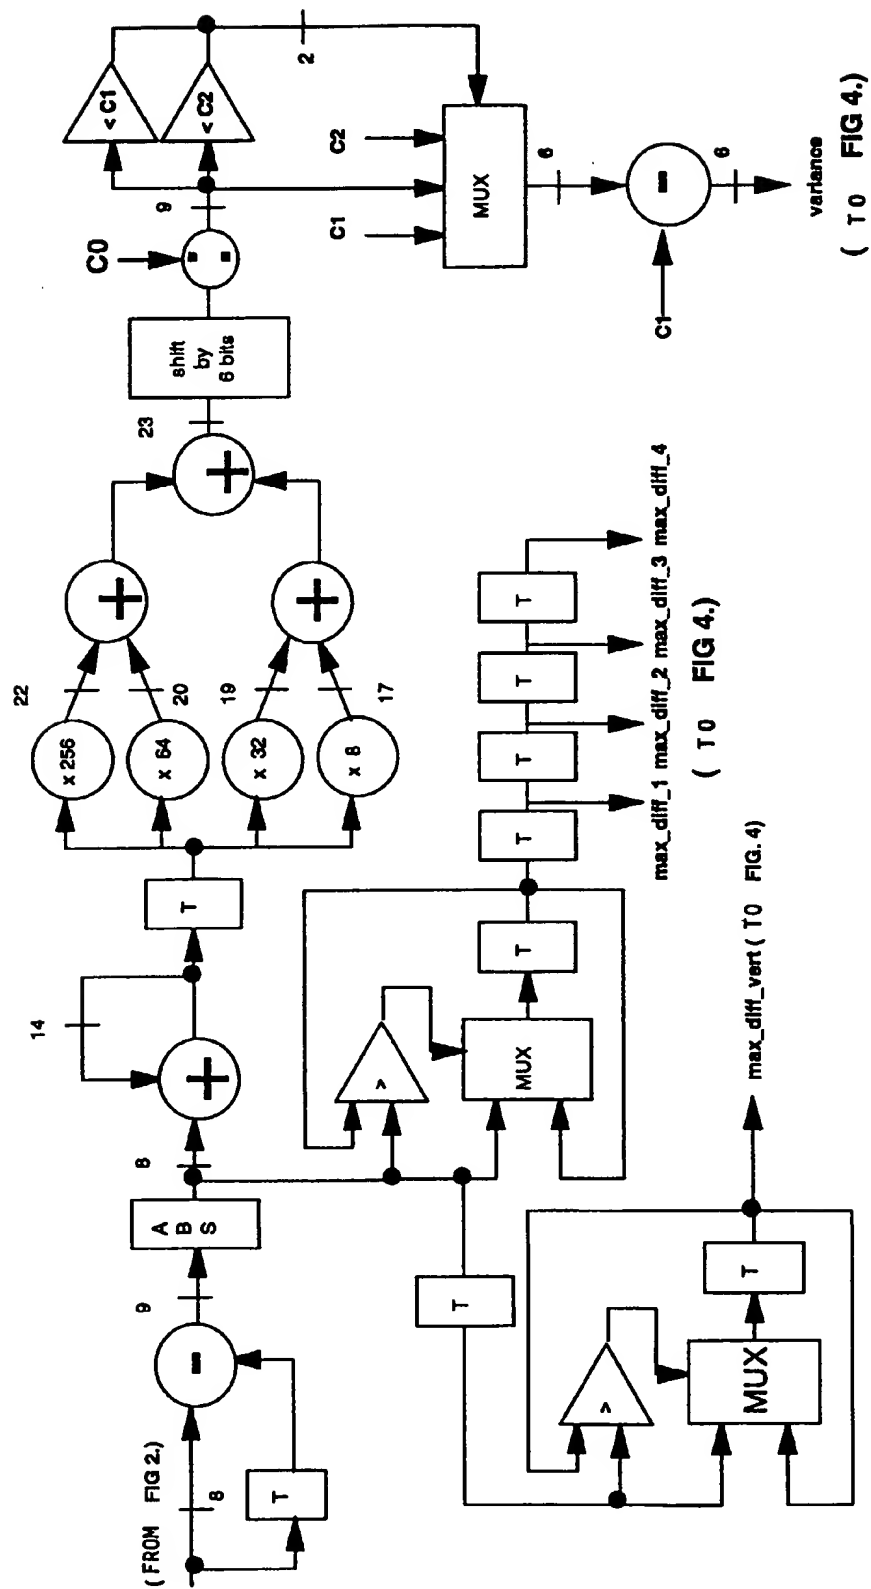 (FROM FIG 2.)
8
T
-
9
A
B
S
8
+
14
T
x 256
x 64
x 32
x 8
22
20
19
17
+
+
+
23
shift
by
6 bits
C0
9
< C1
< C2
2
C1
C2
MUX
6
C1
-
6
variance
( TO FIG 4.)
>
MUX
T
T
T
T
T
max_diff_1 max_diff_2 max_diff_3 max_diff_4
( TO FIG 4.)
T
>
MUX
T
max_diff_vert ( TO FIG. 4)